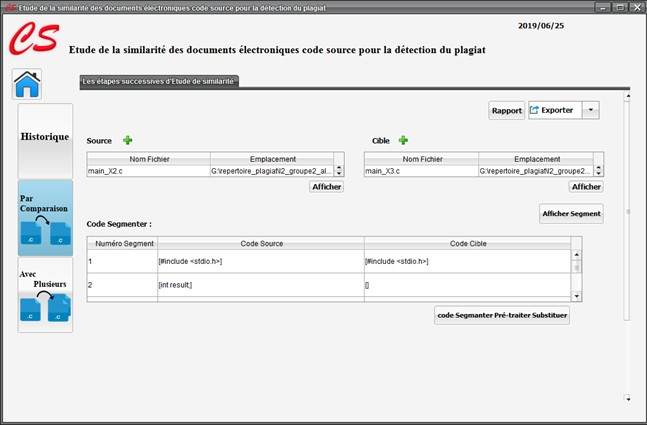 Etude de la similarité des documents électroniques code source pour la détection du plagiat
2019/06/25
CS
Etude de la similarité des documents électroniques code source pour la détection du plagiat
Les étapes successives d'Etude de similarité
Rapport
Exporter
Historique
Source
Cible
Nom Fichier Emplacement
main_X2.c G:\repertoire_plagiat\l2_groupe2_al...
Nom Fichier Emplacement
main_X3.c G:\repertoire_plagiat\l2_groupe2...
Afficher
Afficher
Par
Comparaison
.c .c
Afficher Segment
Code Segmenter :
Numéro Segment Code Source Code Cible
1 [#include <stdio.h>] [#include <stdio.h>]
2 [int result;] []
Avec
Plusieurs
.c .c
code Segmanter Pré-traiter Substituer